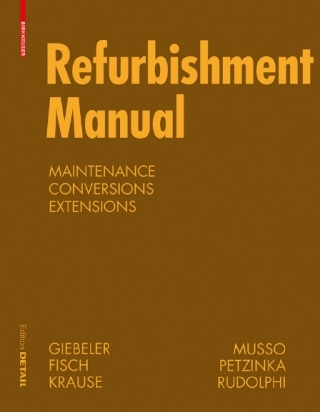 BIRKHÄUSER
Refurbishment
Manual
MAINTENANCE
CONVERSIONS
EXTENSIONS
Edition DETAIL
GIEBELER
FISCH
KRAUSE
MUSSO
PETZINKA
RUDOLPHI